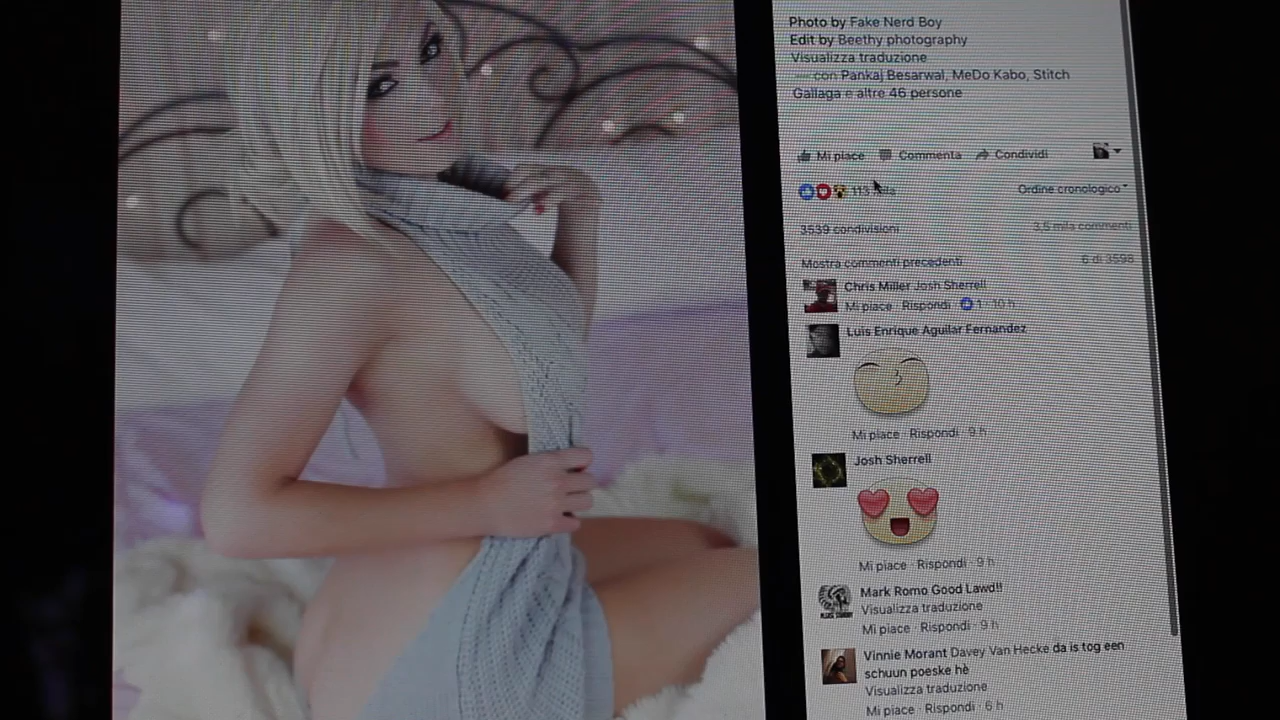 Photo by Fake Nerd Boy
Edit by Beethy photography
Visualizza traduzione
— con Pankaj Besarwal, MeDo Kabo, Stitch
Gallaga e altre 46 persone
Mi piace Commenta Condividi
113 mila Ordine cronologico
3539 condivisioni 3,5 mila commenti
Mostra commenti precedenti 6 di 3598
Chris Miller Josh Sherrell
Mi piace · Rispondi · 1 · 10 h
Luis Enrique Aguilar Fernandez
Mi piace · Rispondi · 9 h
Josh Sherrell
Mi piace · Rispondi · 9 h
Mark Romo Good Lawd!!
Visualizza traduzione
Mi piace · Rispondi · 9 h
Vinnie Morant Davey Van Hecke da is tog een
schuun poeske hè
Visualizza traduzione
Mi piace · Rispondi · 6 h